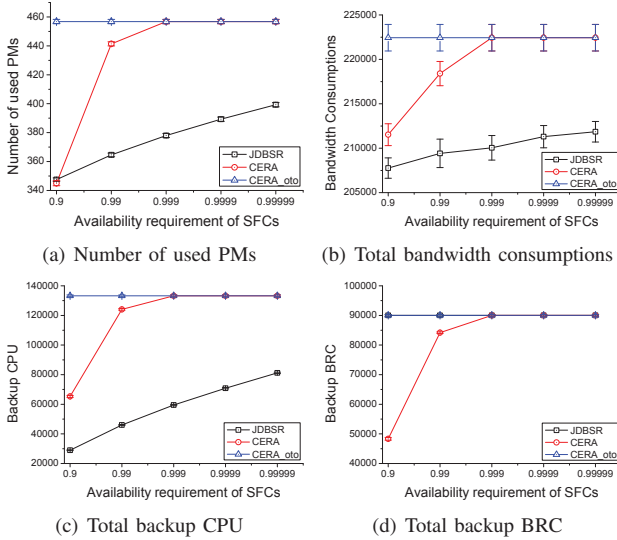 460
440
420
400
380
360
340
Number of used PMs
JDBSR
CERA
CERA_oto
0.9 0.99 0.999 0.9999 0.99999
Availability requirement of SFCs
(a) Number of used PMs
225000
220000
215000
210000
205000
Bandwidth Consumptions
JDBSR
CERA
CERA_oto
0.9 0.99 0.999 0.9999 0.99999
Availability requirement of SFCs
(b) Total bandwidth consumptions
140000
120000
100000
80000
60000
40000
20000
Backup CPU
JDBSR
CERA
CERA_oto
0.9 0.99 0.999 0.9999 0.99999
Availability requirement of SFCs
(c) Total backup CPU
100000
90000
80000
70000
60000
50000
40000
Backup BRC
JDBSR
CERA
CERA_oto
0.9 0.99 0.999 0.9999 0.99999
Availability requirement of SFCs
(d) Total backup BRC